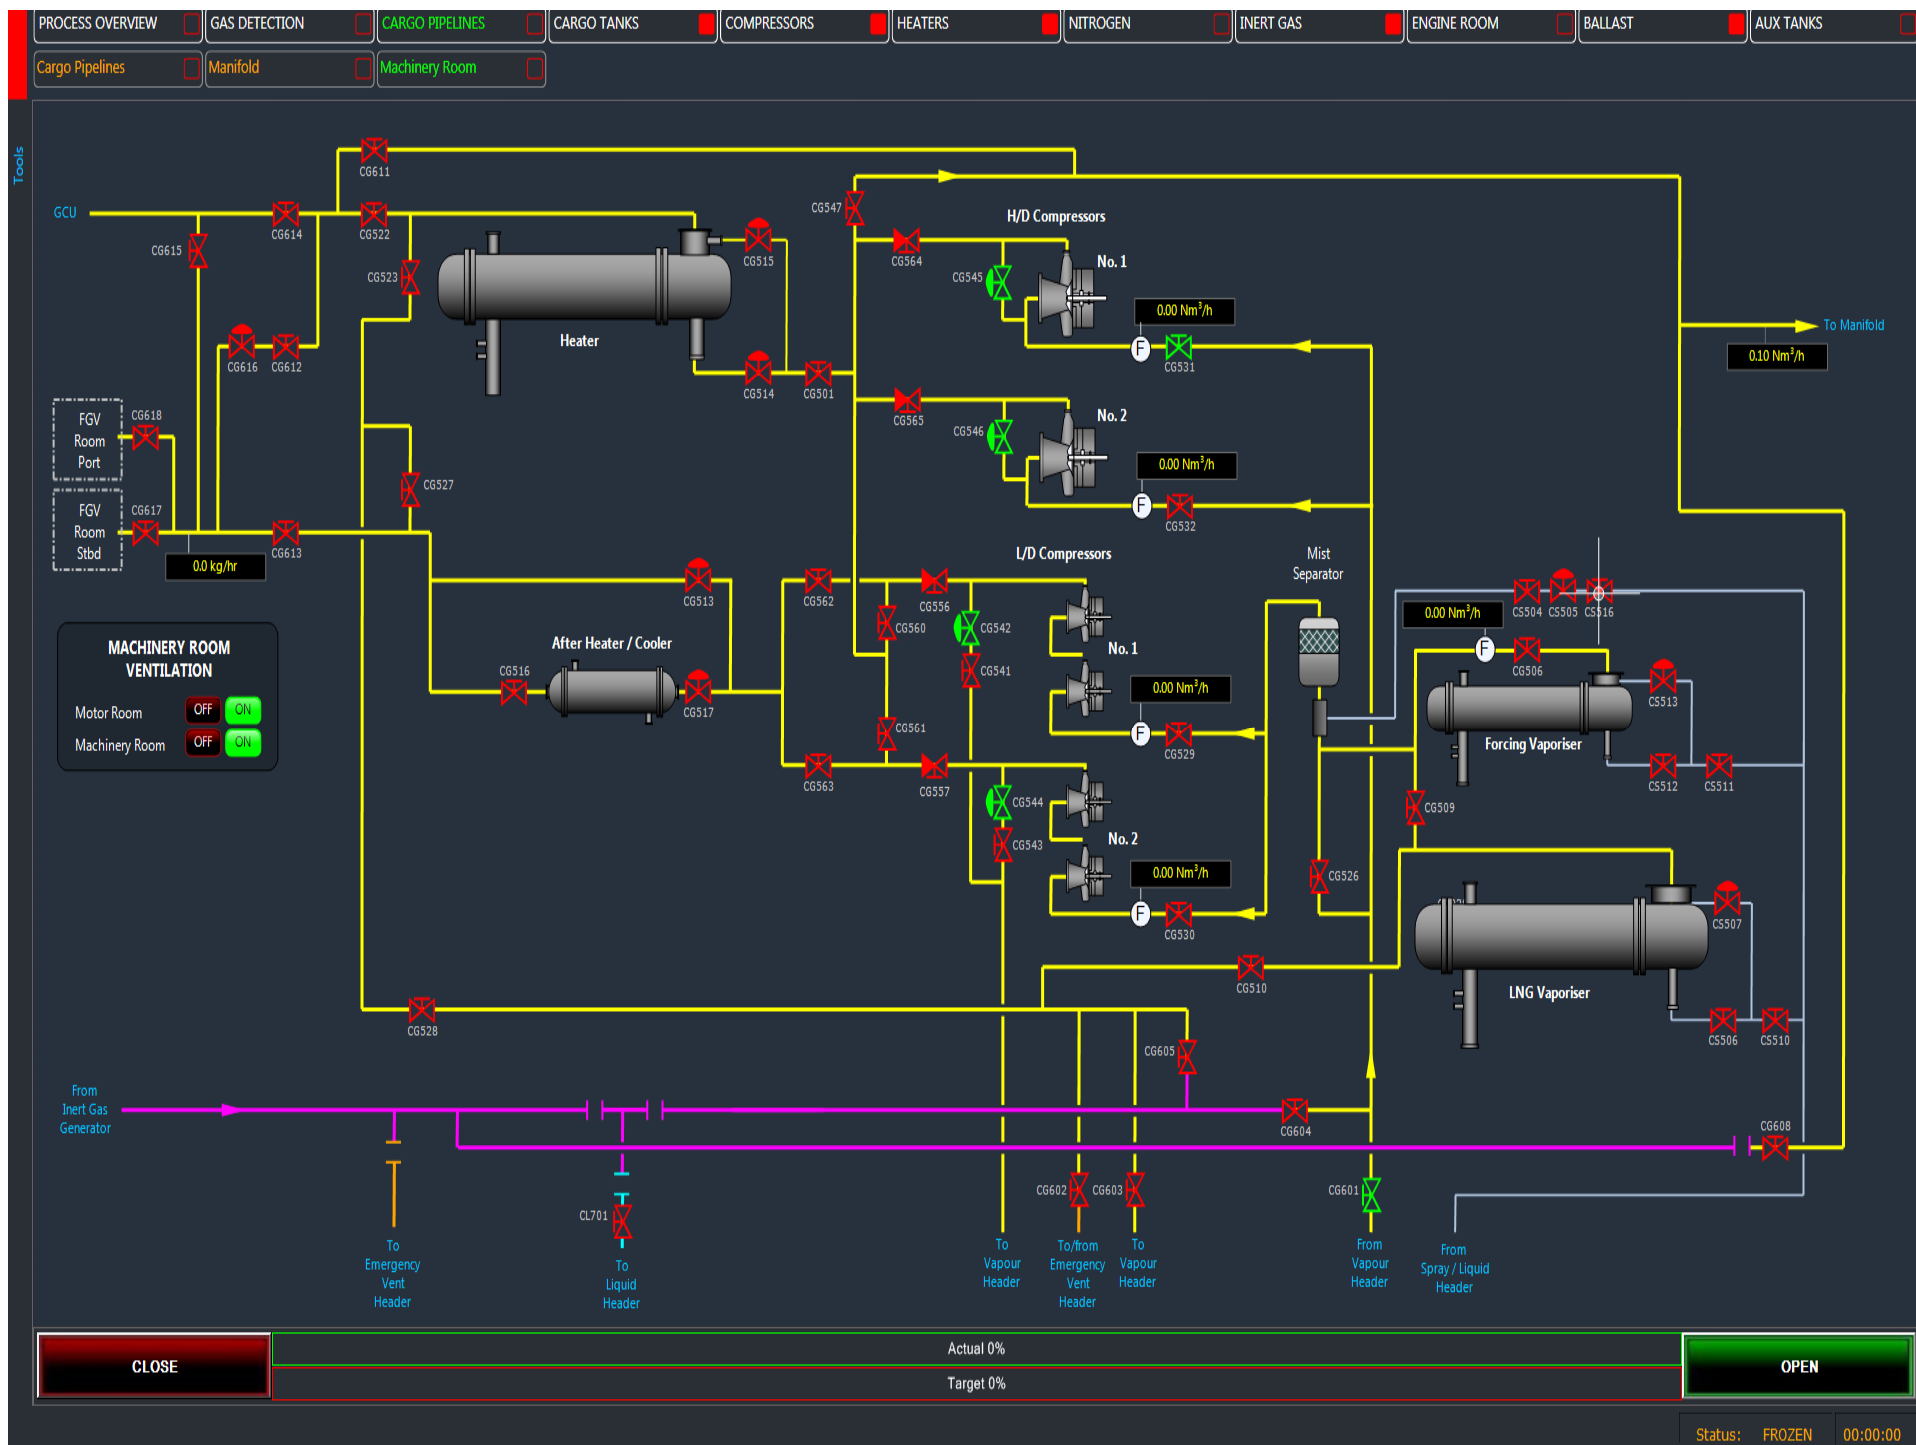 PROCESS OVERVIEW
GAS DETECTION
CARGO PIPELINES
CARGO TANKS
COMPRESSORS
HEATERS
NITROGEN
INERT GAS
ENGINE ROOM
BALLAST
AUX TANKS
Cargo Pipelines
Manifold
Machinery Room
Tools
CG611
GCU
CG614
CG522
CG615
CG523
CG515
CG547
H/D Compressors
CG564
CG545
No. 1
0.00 Nm³/h
F
CG531
To Manifold
0.10 Nm³/h
Heater
CG616
CG612
CG514
CG501
CG565
CG546
No. 2
0.00 Nm³/h
F
CG532
FGV
Room
Port
CG618
FGV
Room
Stbd
CG617
0.0 kg/hr
CG613
CG527
L/D Compressors
Mist
Separator
CG513
CG562
CG556
CG560
CG542
CG541
No. 1
0.00 Nm³/h
F
CG529
CS504
CS505
CS516
0.00 Nm³/h
F
CG506
CS513
Forcing Vaporiser
CS512
CS511
MACHINERY ROOM
VENTILATION
Motor Room
OFF
ON
Machinery Room
OFF
ON
After Heater / Cooler
CG516
CG517
CG561
CG563
CG557
CG544
CG543
No. 2
0.00 Nm³/h
F
CG530
CG509
CG526
CS507
CG510
LNG Vaporiser
CS506
CS510
CG528
CG605
From
Inert Gas
Generator
CG604
CG608
CL701
CG602
CG603
CG601
To
Emergency
Vent
Header
To
Liquid
Header
To
Vapour
Header
To/from
Emergency
Vent
Header
To
Vapour
Header
From
Vapour
Header
From
Spray / Liquid
Header
CLOSE
Actual 0%
Target 0%
OPEN
Status: FROZEN 00:00:00